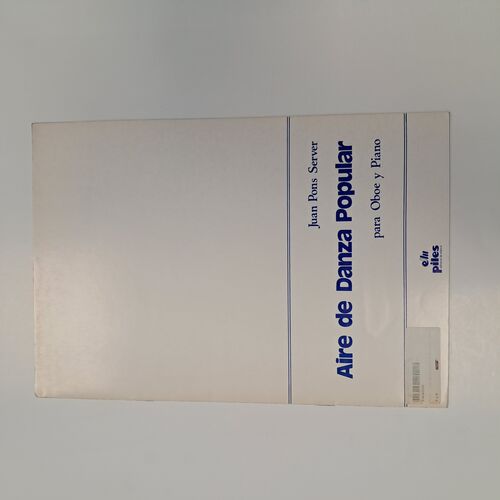 Juan Pons Server
Aire de Danza Popular
para Oboe y Piano
piles